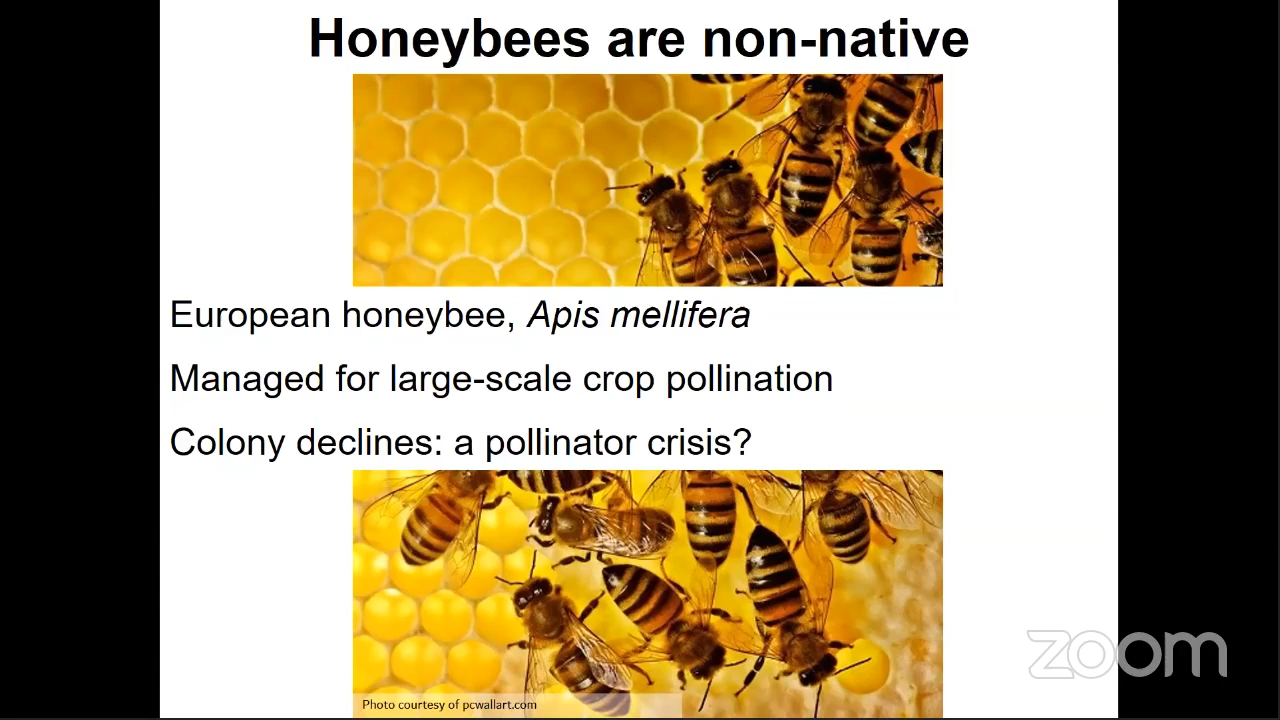 Honeybees are non-native
European honeybee, Apis mellifera
Managed for large-scale crop pollination
Colony declines: a pollinator crisis?
Photo courtesy of pcwallart.com
zoom